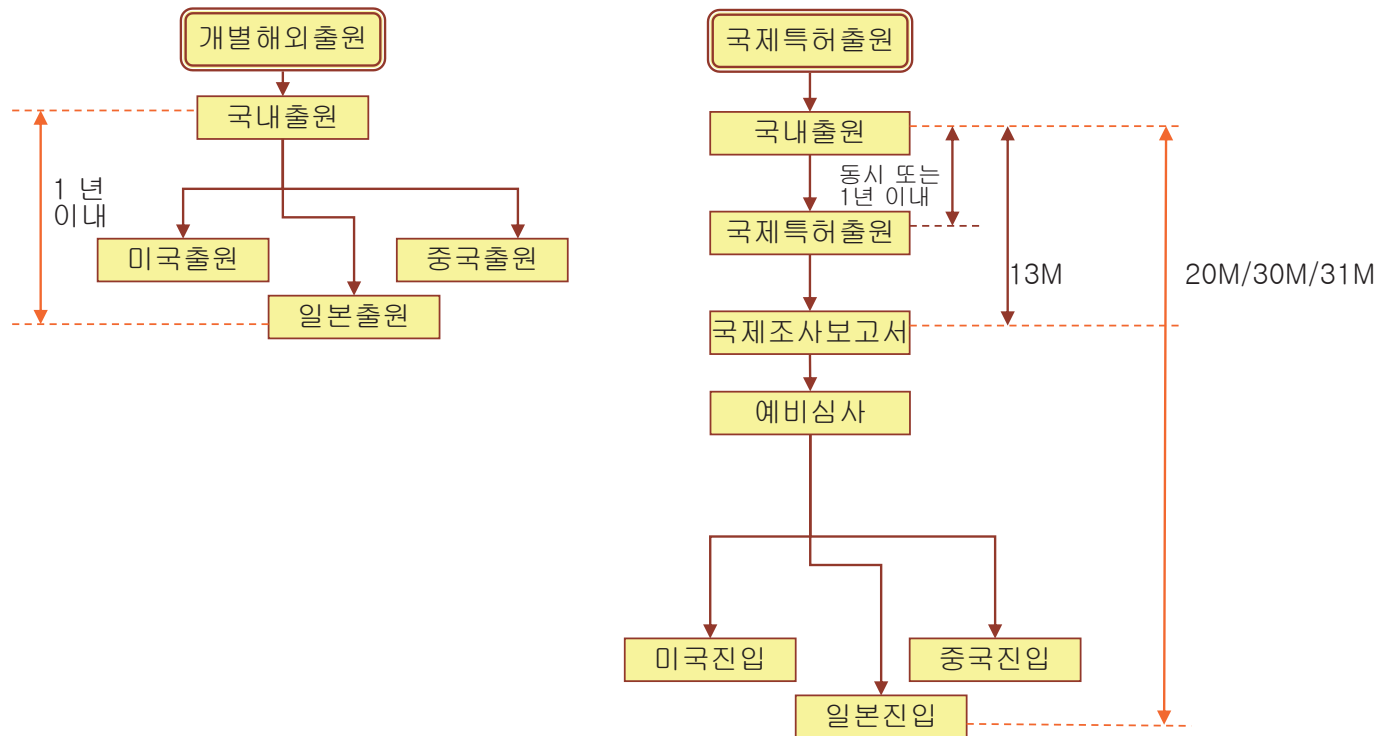 개별해외출원
국내출원
1 년
이내
미국출원
중국출원
일본출원
국제특허출원
국내출원
동시 또는
1년 이내
국제특허출원
13M
20M/30M/31M
국제조사보고서
예비심사
미국진입
중국진입
일본진입